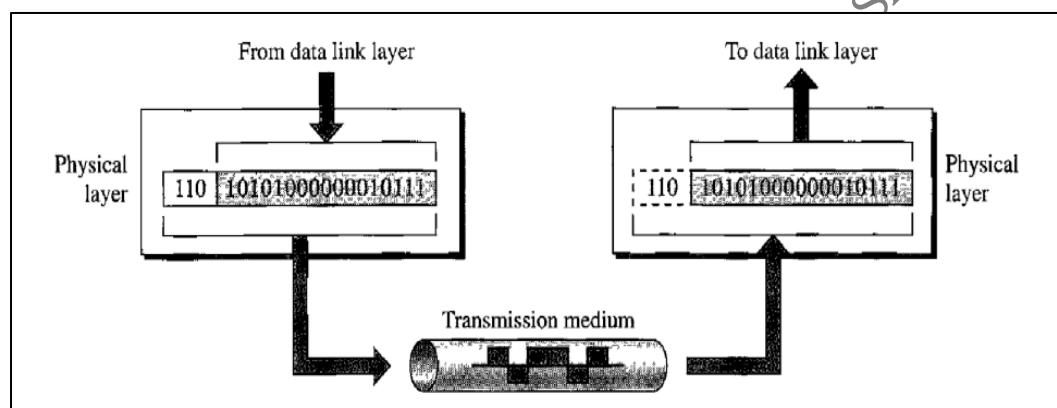 From data link layer
To data link layer
Physical
layer
110 10101000000010111
110 10101000000010111
Physical
layer
Transmission medium